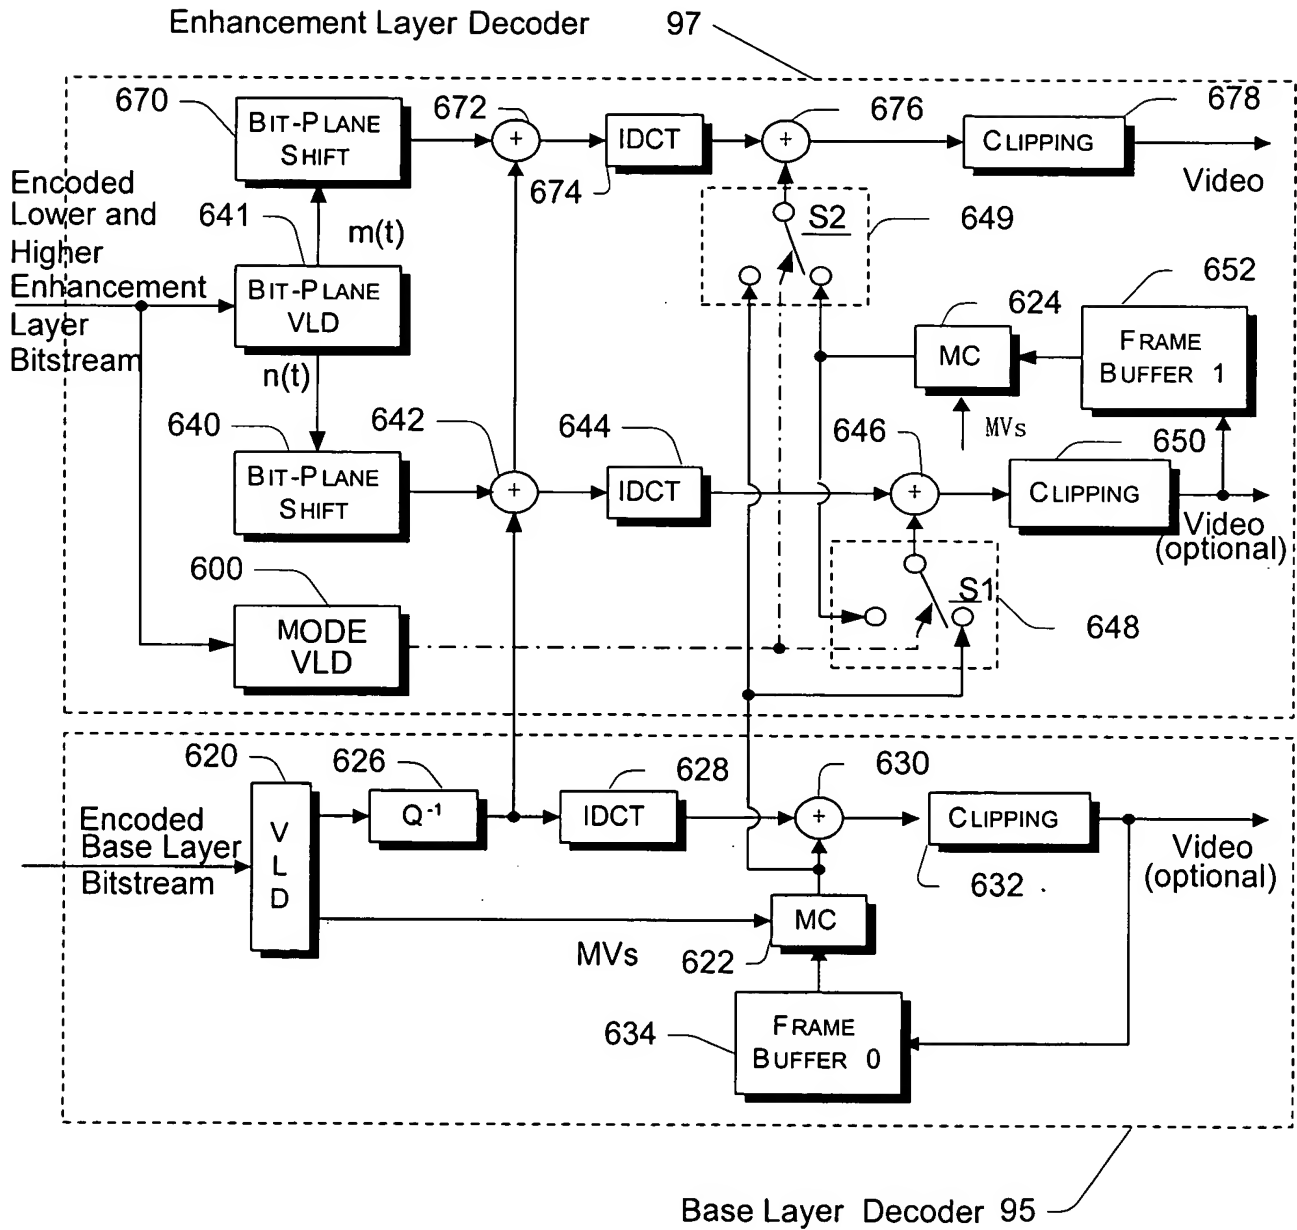 Enhancement Layer Decoder 97
670
BIT-PLANE
SHIFT
672
IDCT
674
676
CLIPPING
678
Video
Encoded
Lower and
Higher
Enhancement
Layer
Bitstream
641
m(t)
BIT-PLANE
VLD
n(t)
S2
649
652
624
MC
FRAME
BUFFER 1
MVs
640
BIT-PLANE
SHIFT
642
644
IDCT
646
650
CLIPPING
Video
(optional)
600
MODE
VLD
S1
648
620
626
628
630
Encoded
Base Layer
Bitstream
V
L
D
Q-1
IDCT
CLIPPING
632
Video
(optional)
MVs
MC
622
634
FRAME
BUFFER 0
Base Layer Decoder 95
+
+
+
+
+